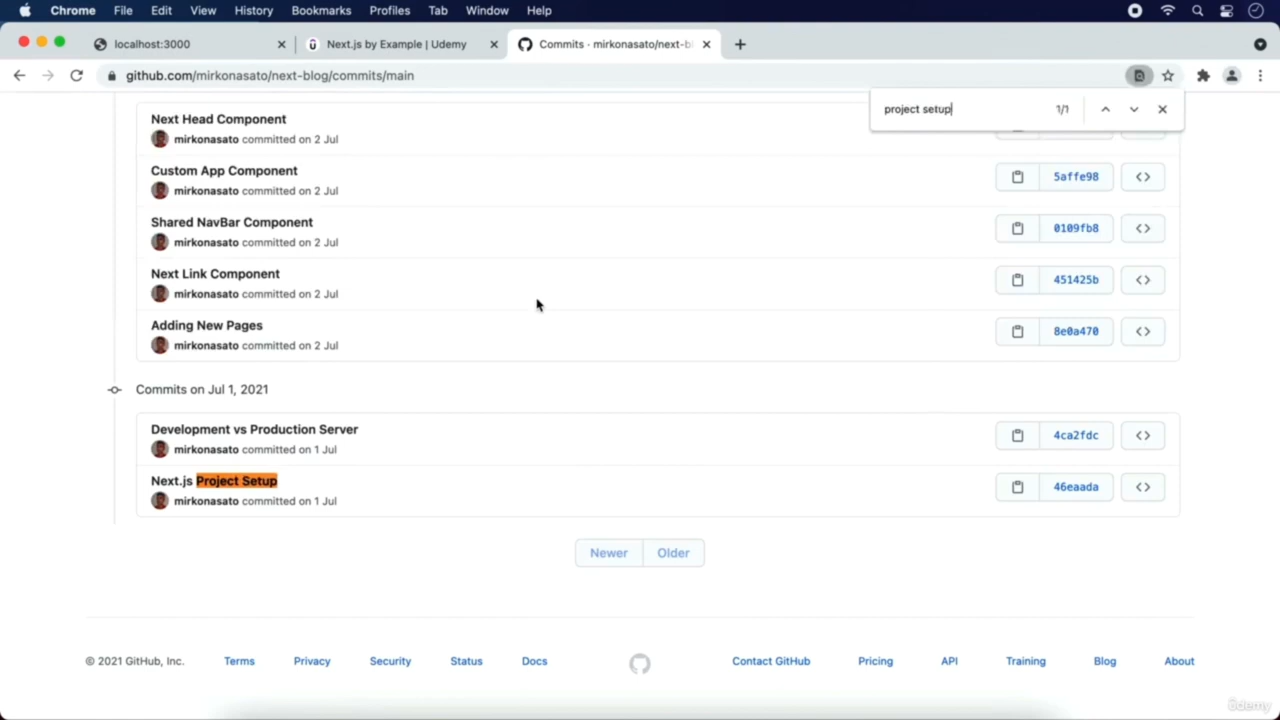 Chrome File Edit View History Bookmarks Profiles Tab Window Help
localhost:3000
Next.js by Example | Udemy
Commits · mirkonasato/next-bl
github.com/mirkonasato/next-blog/commits/main
project setup 1/1
Next Head Component
mirkonasato committed on 2 Jul
Custom App Component
mirkonasato committed on 2 Jul
5affe98
Shared NavBar Component
mirkonasato committed on 2 Jul
0109fb8
Next Link Component
mirkonasato committed on 2 Jul
451425b
Adding New Pages
mirkonasato committed on 2 Jul
8e0a470
Commits on Jul 1, 2021
Development vs Production Server
mirkonasato committed on 1 Jul
4ca2fdc
Next.js Project Setup
mirkonasato committed on 1 Jul
46eaada
Newer Older
© 2021 GitHub, Inc. Terms Privacy Security Status Docs Contact GitHub Pricing API Training Blog About
ûdemy